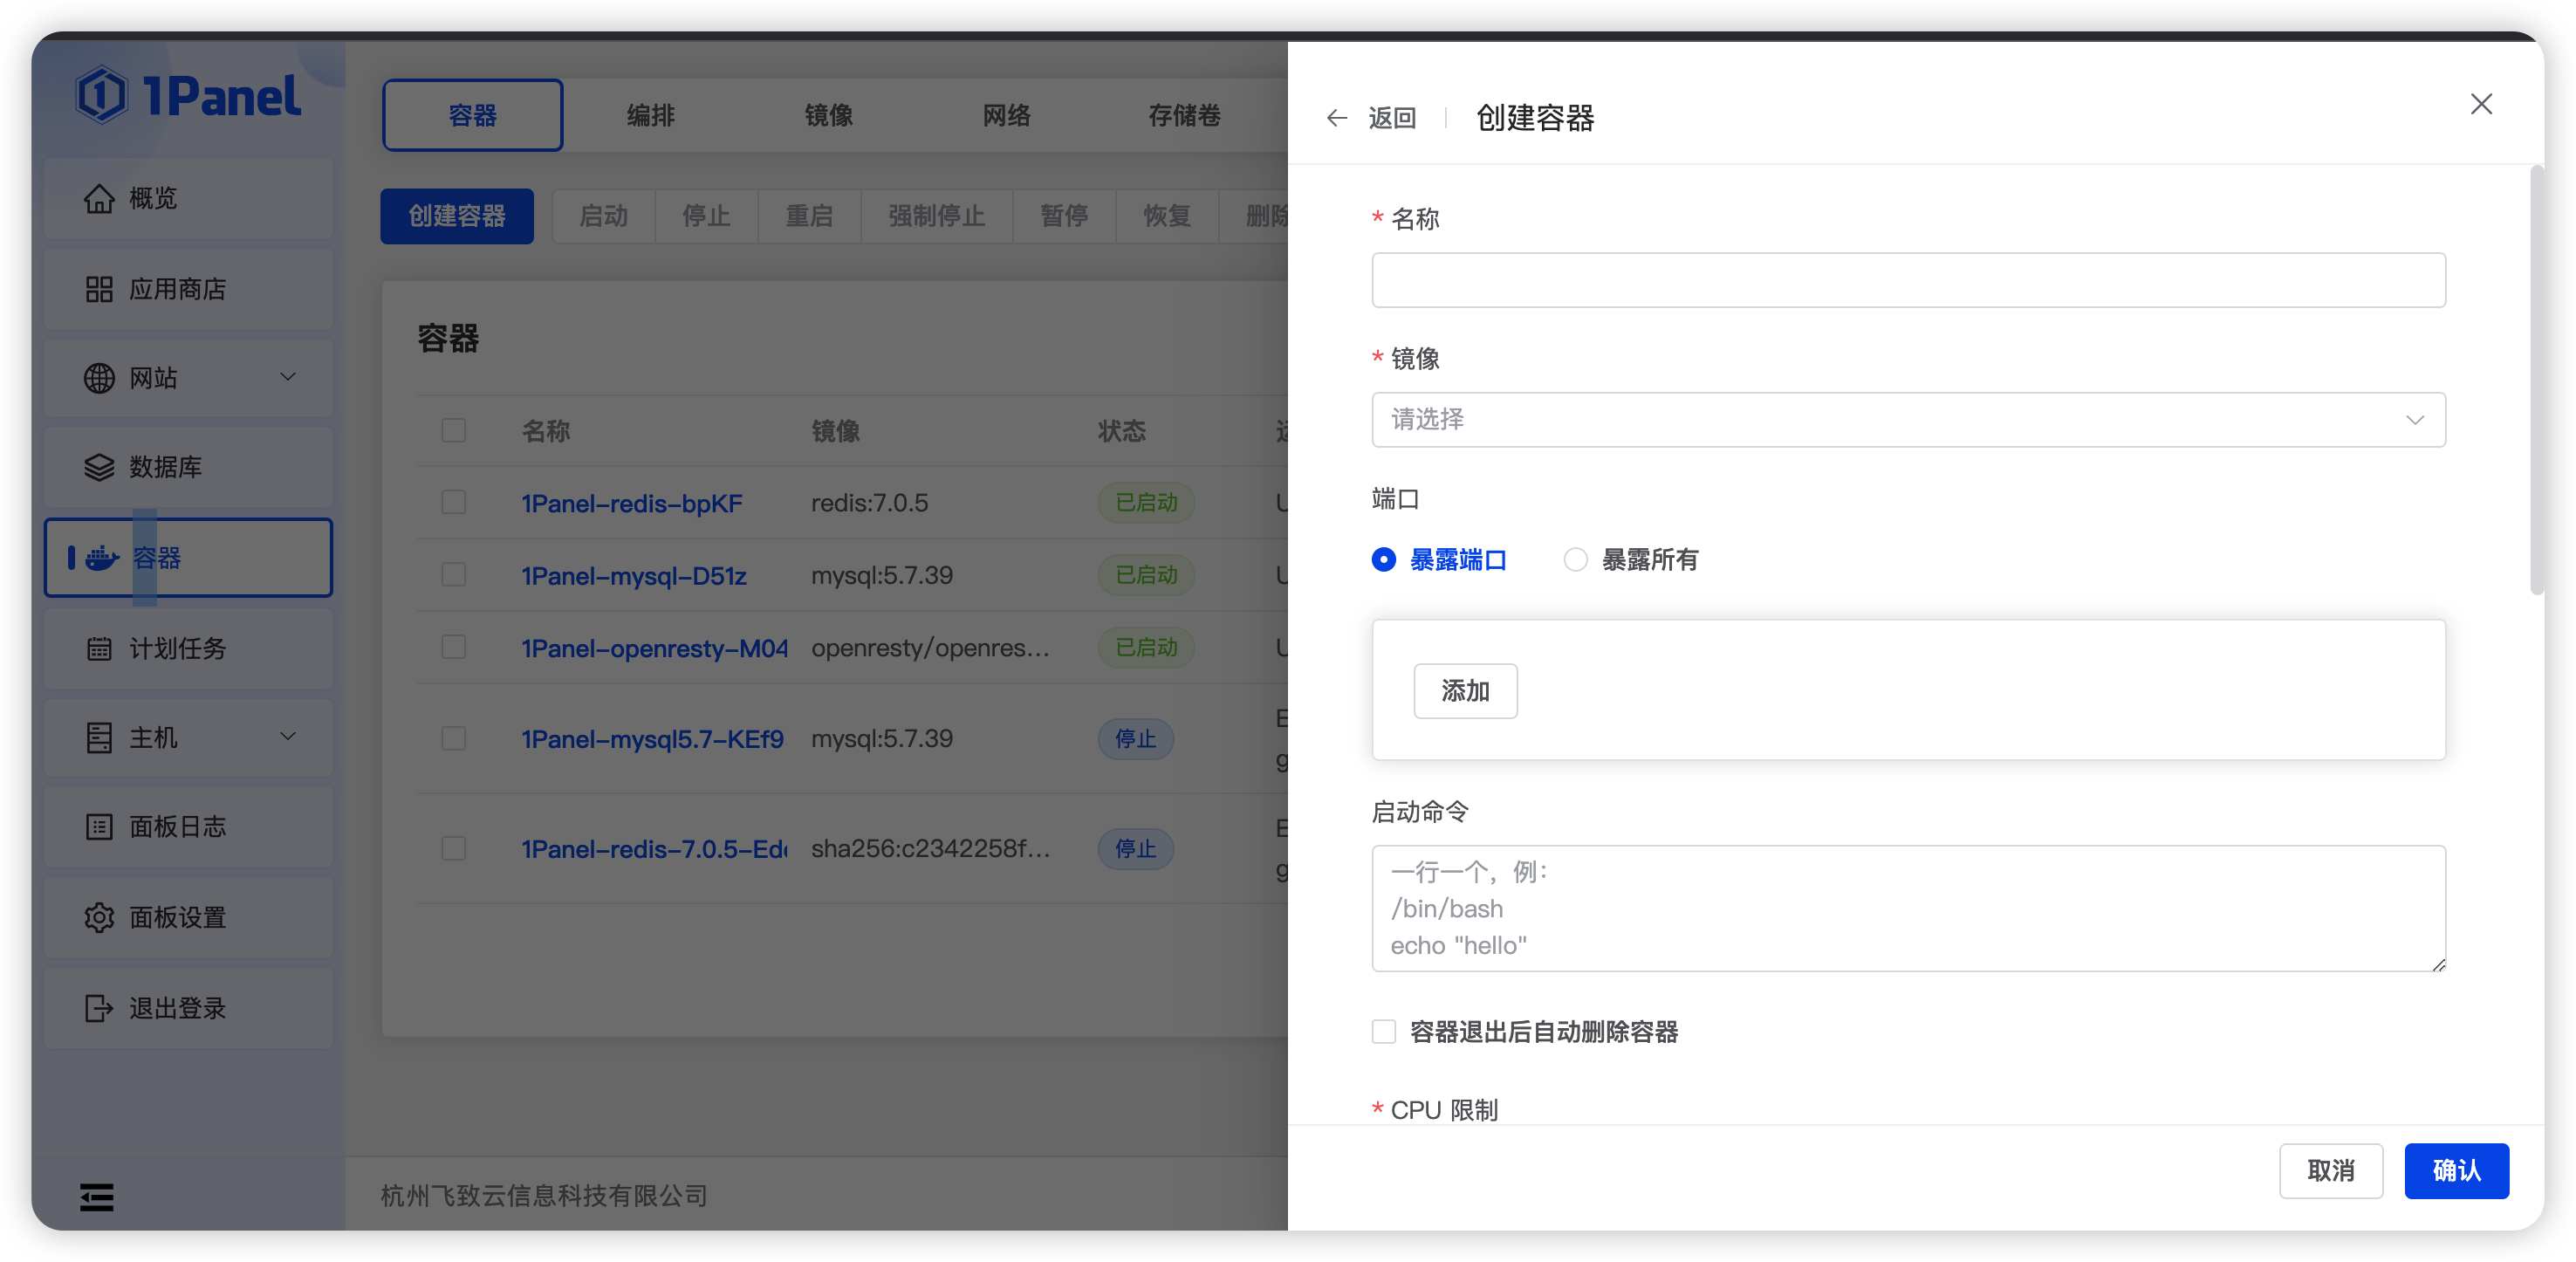 1Panel
概览
应用商店
网站
数据库
容器
计划任务
主机
面板日志
面板设置
退出登录
容器 编排 镜像 网络 存储卷
创建容器 启动 停止 重启 强制停止 暂停 恢复 删除
容器
名称 镜像 状态
1Panel-redis-bpKF redis:7.0.5 已启动 U
1Panel-mysql-D51z mysql:5.7.39 已启动 U
1Panel-openresty-M04 openresty/openres... 已启动 U
1Panel-mysql5.7-KEf9 mysql:5.7.39 停止 E
g
1Panel-redis-7.0.5-Ed sha256:c2342258f... 停止 E
g
杭州飞致云信息科技有限公司
返回 创建容器
* 名称
* 镜像
请选择
端口
暴露端口 暴露所有
添加
启动命令
一行一个，例：
/bin/bash
echo "hello"
容器退出后自动删除容器
* CPU 限制
取消 确认